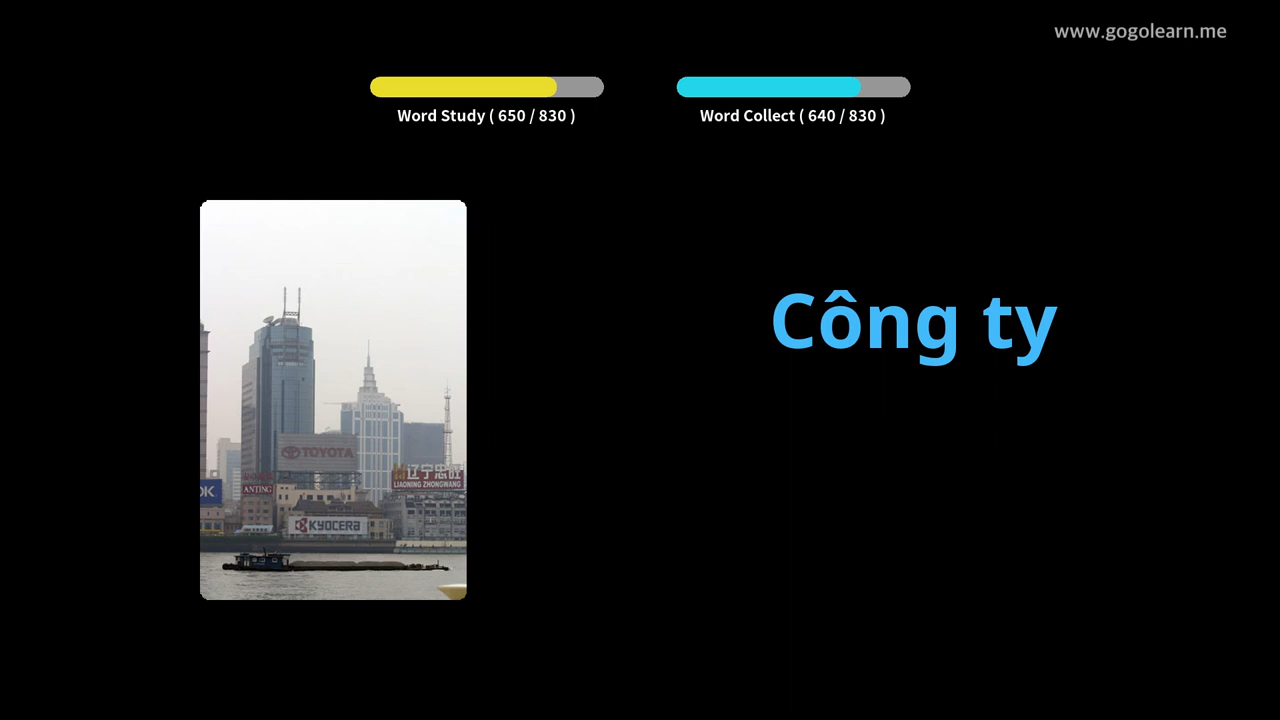 www.gogolearn.me
Word Study ( 650 / 830 )
Word Collect ( 640 / 830 )
Công ty
TOYOTA
辽宁忠旺
LIAONING ZHONGWANG
ANTING
KYOCERA